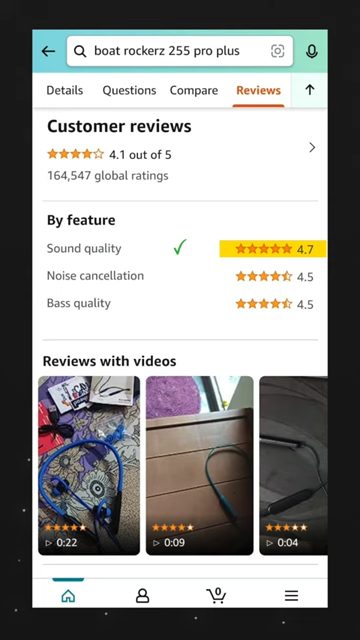 boat rockerz 255 pro plus
Details Questions Compare Reviews
Customer reviews
4.1 out of 5
164,547 global ratings
By feature
Sound quality 4.7
Noise cancellation 4.5
Bass quality 4.5
Reviews with videos
0:22 0:09 0:04
0